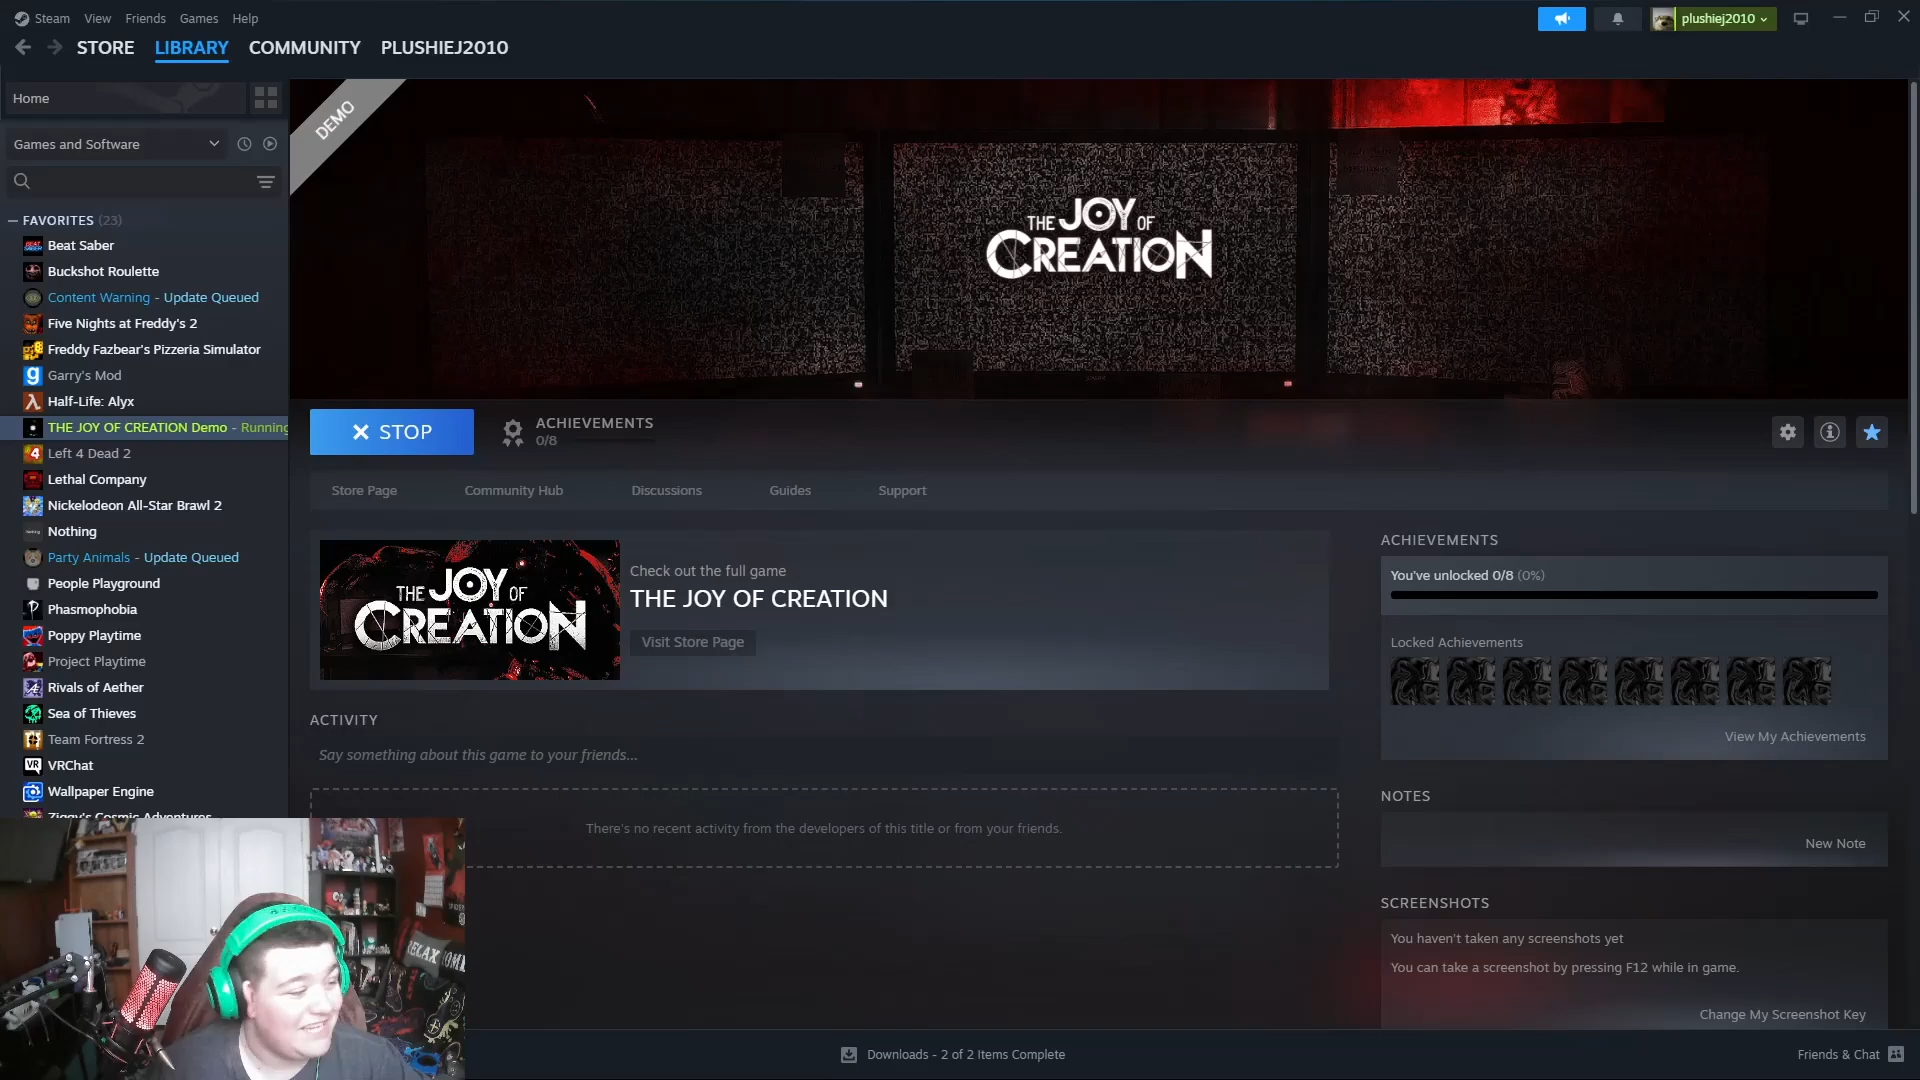 Steam View Friends Games Help
plushiej2010
STORE LIBRARY COMMUNITY PLUSHIEJ2010
Home
Games and Software
FAVORITES (23)
Beat Saber
Buckshot Roulette
Content Warning - Update Queued
Five Nights at Freddy's 2
Freddy Fazbear's Pizzeria Simulator
Garry's Mod
Half-Life: Alyx
THE JOY OF CREATION Demo - Running
Left 4 Dead 2
Lethal Company
Nickelodeon All-Star Brawl 2
Nothing
Party Animals - Update Queued
People Playground
Phasmophobia
Poppy Playtime
Project Playtime
Rivals of Aether
Sea of Thieves
Team Fortress 2
VRChat
Wallpaper Engine
Ziggy's Cosmic Adventures
DEMO
THE JOY OF
CREATION
STOP
ACHIEVEMENTS
0/8
Store Page Community Hub Discussions Guides Support
THE JOY OF
CREATION
Check out the full game
THE JOY OF CREATION
Visit Store Page
ACTIVITY
Say something about this game to your friends...
There's no recent activity from the developers of this title or from your friends.
ACHIEVEMENTS
You've unlocked 0/8 (0%)
Locked Achievements
View My Achievements
NOTES
New Note
SCREENSHOTS
You haven't taken any screenshots yet
You can take a screenshot by pressing F12 while in game.
Change My Screenshot Key
RELAX
Downloads - 2 of 2 Items Complete
Friends & Chat